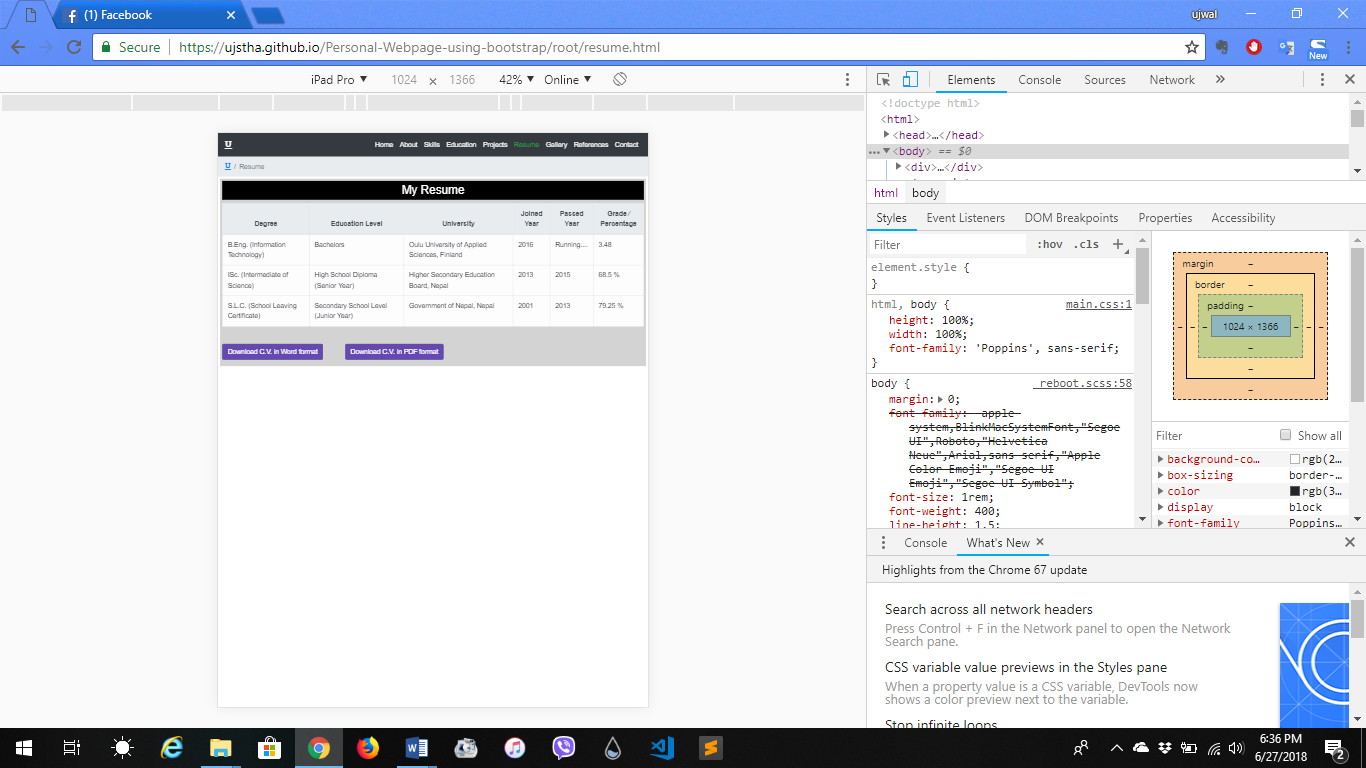 (1) Facebook
ujwal
Secure https://ujstha.github.io/Personal-Webpage-using-bootstrap/root/resume.html
New
iPad Pro 1024 × 1366 42% Online
Elements Console Sources Network »
<!doctype html>
<html>
<head>…</head>
…<body> == $0
<div>…</div>
html body
Styles Event Listeners DOM Breakpoints Properties Accessibility
Filter :hov .cls +
element.style {
}
html, body { main.css:1
height: 100%;
width: 100%;
font-family: 'Poppins', sans-serif;
}
body { _reboot.scss:58
margin: 0;
font-family: -apple-
system,BlinkMacSystemFont,"Segoe
UI",Roboto,"Helvetica
Neue",Arial,sans-serif,"Apple
Color Emoji","Segoe UI
Emoji","Segoe UI Symbol";
font-size: 1rem;
font-weight: 400;
line-height: 1.5;
margin –
border –
padding –
– – – 1024 × 1366 – – –
–
–
–
Filter Show all
background-co… rgb(2…
box-sizing border-…
color rgb(3…
display block
font-family Poppins…
U Home About Skills Education Projects Resume Gallery References Contact
U / Resume
My Resume
Degree Education Level University Joined Year Passed Year Grade/ Percentage
B.Eng. (Information Technology) Bachelors Oulu University of Applied Sciences, Finland 2016 Running.... 3.48
ISc. (Intermediate of Science) High School Diploma (Senior Year) Higher Secondary Education Board, Nepal 2013 2015 68.5 %
S.L.C. (School Leaving Certificate) Secondary School Level (Junior Year) Government of Nepal, Nepal 2001 2013 79.25 %
Download C.V. in Word format Download C.V. in PDF format
Console What's New ×
Highlights from the Chrome 67 update
Search across all network headers
Press Control + F in the Network panel to open the Network
Search pane.
CSS variable value previews in the Styles pane
When a property value is a CSS variable, DevTools now
shows a color preview next to the variable.
Stop infinite loops
6:36 PM
6/27/2018
2